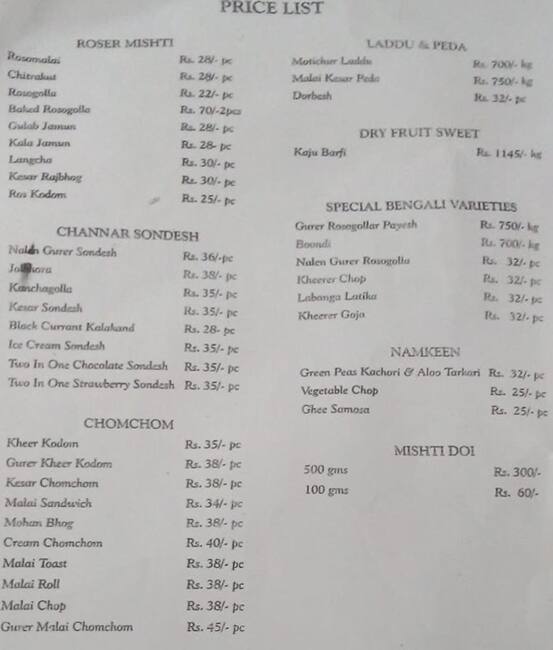 PRICE LIST
ROSER MISHTI
Rosomalai Rs. 28/- pc
Chitrakut Rs. 28/- pc
Rosogolla Rs. 22/- pc
Baked Rosogolla Rs. 70/-2pcs
Gulab Jamun Rs. 28/- pc
Kala Jamun Rs. 28- pc
Langcha Rs. 30/- pc
Kesar Rajbhog Rs. 30/- pc
Ros Kodom Rs. 25/- pc
CHANNAR SONDESH
Nalen Gurer Sondesh Rs. 36/-pc
Rs. 38/- pc
Kanchagolla Rs. 35/- pc
Kesar Sondesh Rs. 35/- pc
Black Currant Kalakand Rs. 28- pc
Ice Cream Sondesh Rs. 35/- pc
Two In One Chocolate Sondesh Rs. 35/- pc
Two In One Strawberry Sondesh Rs. 35/- pc
CHOMCHOM
Kheer Kodom Rs. 35/- pc
Gurer Kheer Kodom Rs. 38/- pc
Kesar Chomchom Rs. 38/- pc
Malai Sandwich Rs. 34/- pc
Mohan Bhog Rs. 38/- pc
Cream Chomchom Rs. 40/- pc
Malai Toast Rs. 38/- pc
Malai Roll Rs. 38/- pc
Malai Chop Rs. 38/- pc
Gurer Malai Chomchom Rs. 45/- pc
LADDU & PEDA
Motichur Laddu Rs. 700/- kg
Malai Kesar Peda Rs. 750/- kg
Dorbesh Rs. 32/- pc
DRY FRUIT SWEET
Kaju Barfi Rs. 1145/- kg
SPECIAL BENGALI VARIETIES
Gurer Rosogollar Payesh Rs. 750/- kg
Boondi Rs. 700/- kg
Nalen Gurer Rosogolla Rs. 32/- pc
Kheerer Chop Rs. 32/- pc
Labanga Latika Rs. 32/- pc
Kheerer Goja Rs. 32/- pc
NAMKEEN
Green Peas Kachori & Aloo Tarkari Rs. 32/- pc
Vegetable Chop Rs. 25/- pc
Ghee Samosa Rs. 25/- pc
MISHTI DOI
500 gms Rs. 300/-
100 gms Rs. 60/-